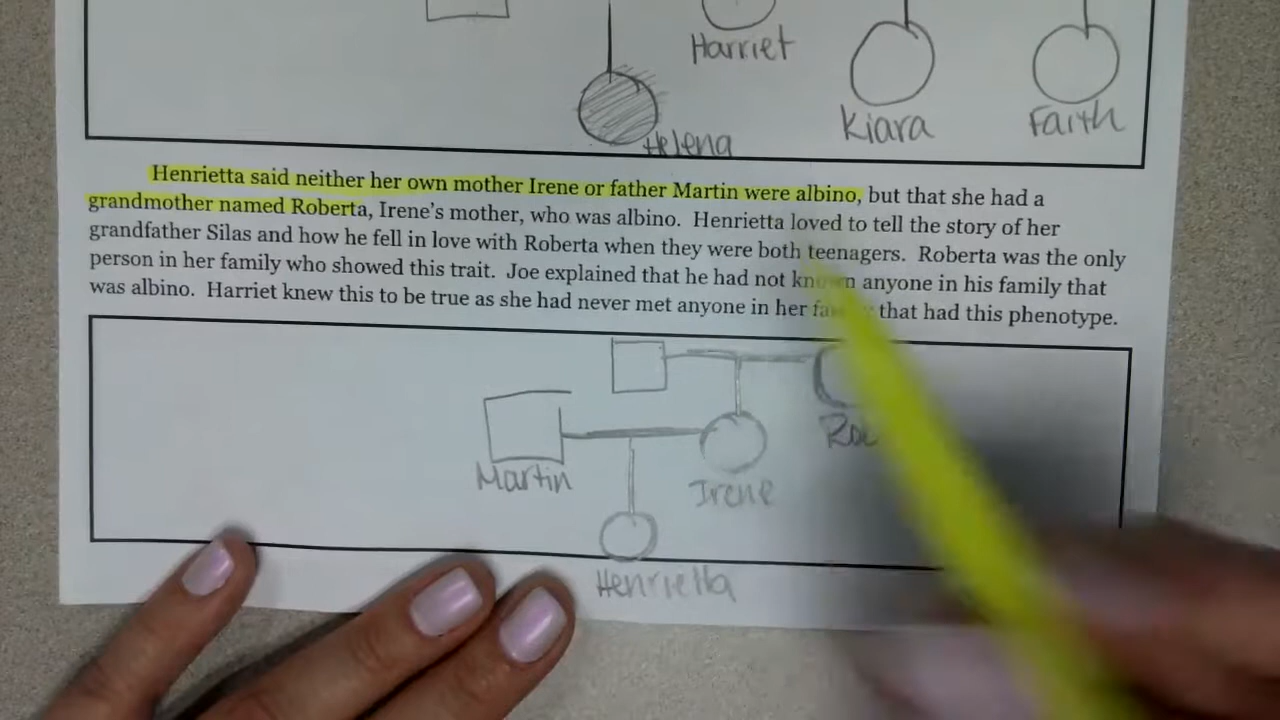 Harriet
Kiara
Faith
Helena
Henrietta said neither her own mother Irene or father Martin were albino, but that she had a
grandmother named Roberta, Irene’s mother, who was albino. Henrietta loved to tell the story of her
grandfather Silas and how he fell in love with Roberta when they were both teenagers. Roberta was the only
person in her family who showed this trait. Joe explained that he had not known anyone in his family that
was albino. Harriet knew this to be true as she had never met anyone in her that had this phenotype.
Martin
Irene
Henrietta